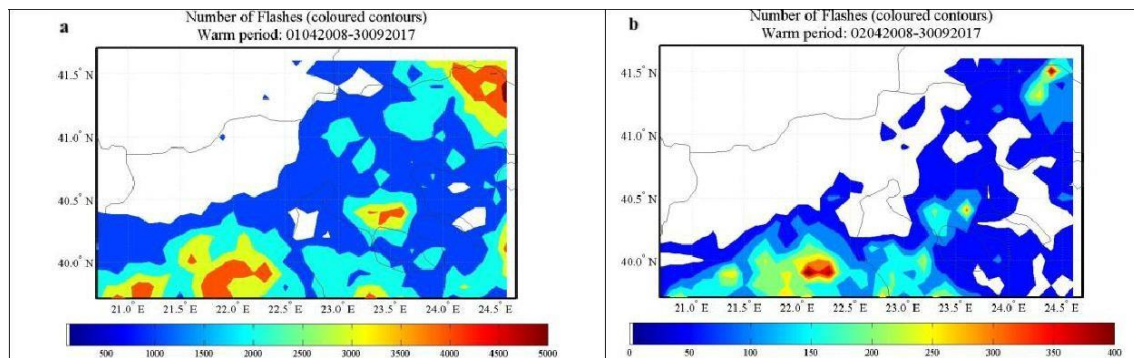 a
Number of Flashes (coloured contours)
Warm period: 01042008-30092017
41.5° N
41.0° N
40.5° N
40.0° N
21.0° E 21.5° E 22.0° E 22.5° E 23.0° E 23.5° E 24.0° E 24.5° E
500 1000 1500 2000 2500 3000 3500 4000 4500 5000
b
Number of Flashes (coloured contours)
Warm period: 02042008-30092017
41.5° N
41.0° N
40.5° N
40.0° N
21.0° E 21.5° E 22.0° E 22.5° E 23.0° E 23.5° E 24.0° E 24.5° E
0 50 100 150 200 250 300 350 400